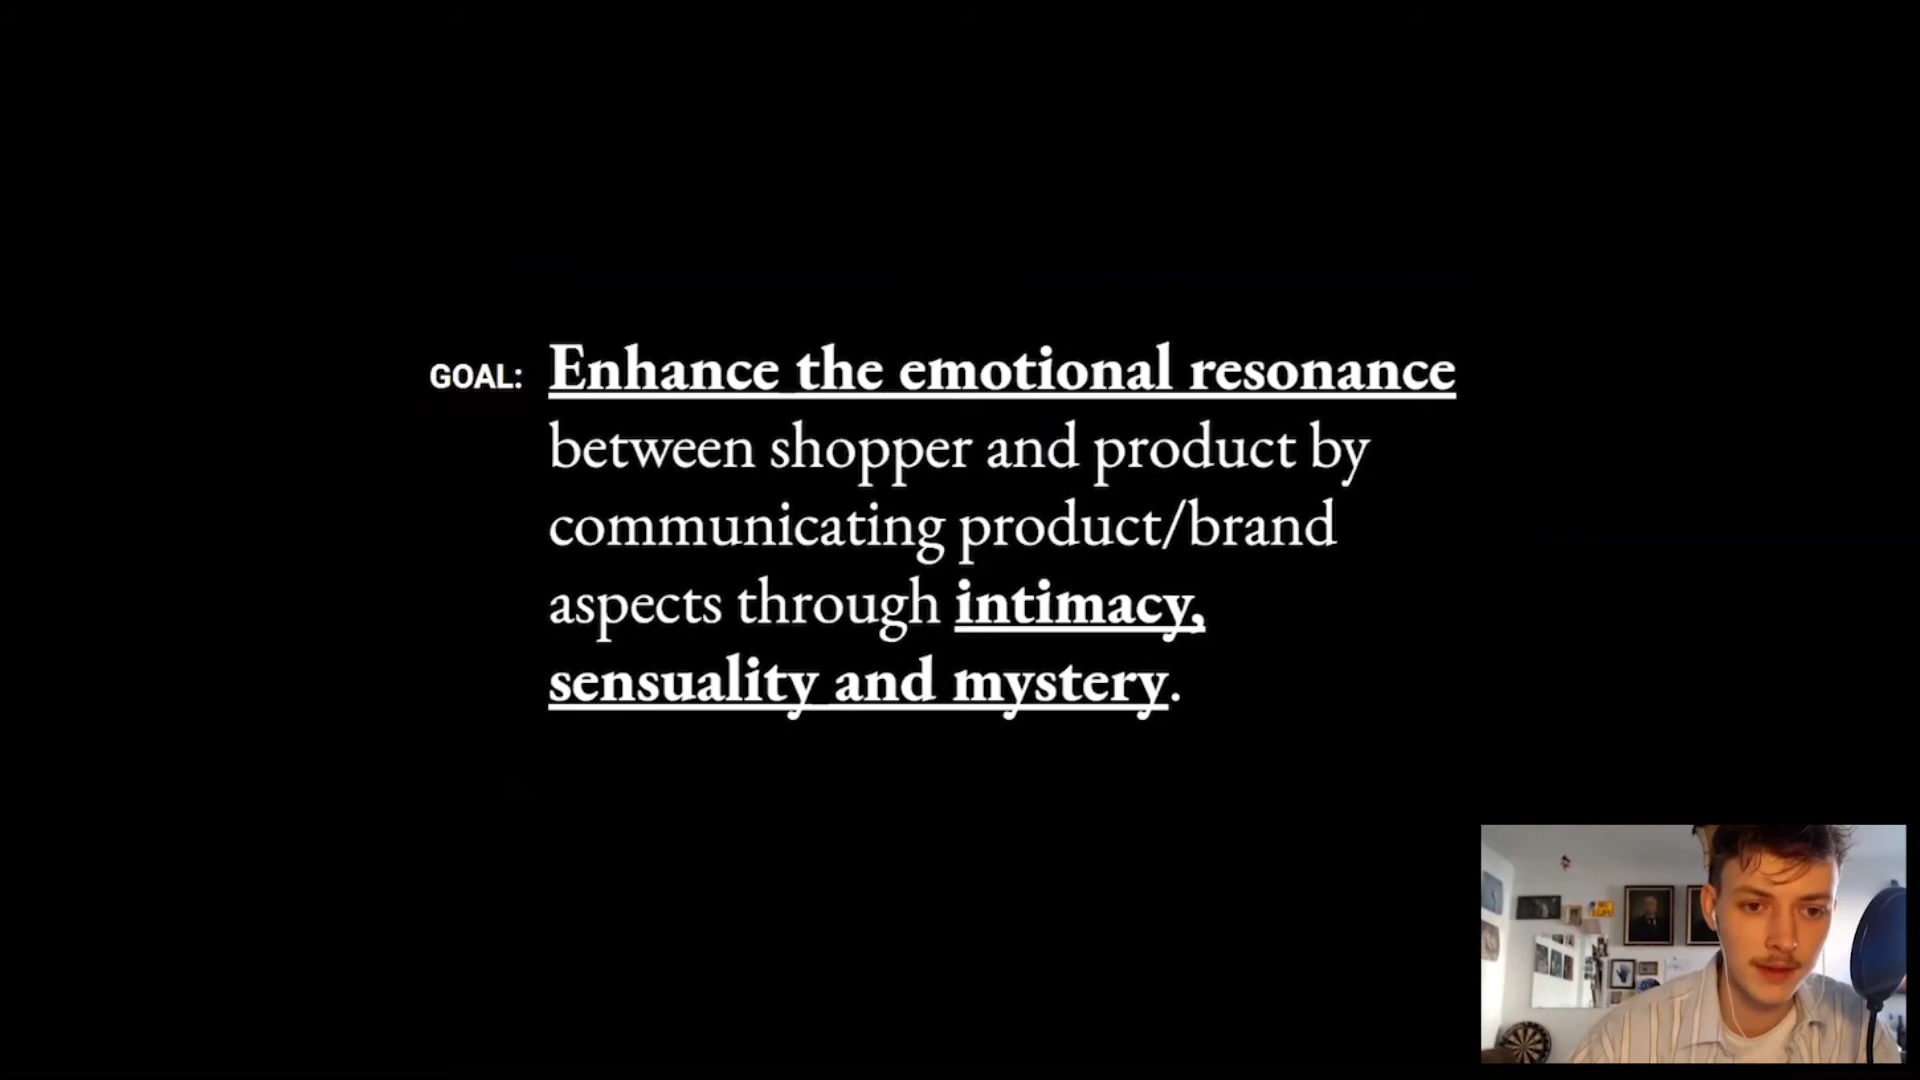 GOAL: Enhance the emotional resonance
between shopper and product by
communicating product/brand
aspects through intimacy,
sensuality and mystery.